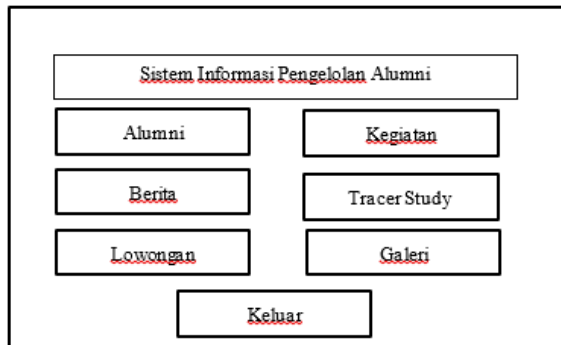 Sistem Informasi Pengelolan Alumni
Alumni
Kegiatan
Berita
Tracer Study
Lowongan
Galeri
Keluar